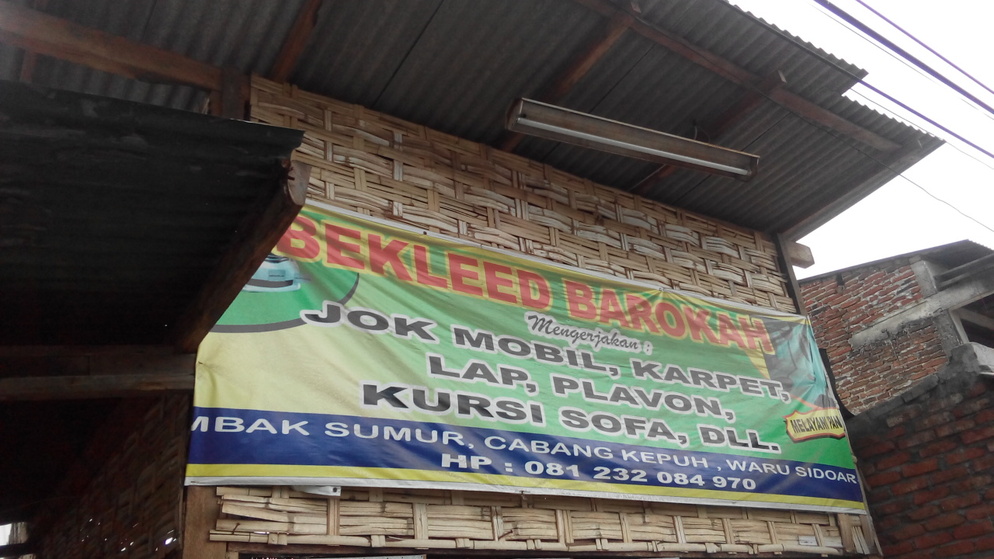 BEKLEED BAROKAH
Mengerjakan :
JOK MOBIL, KARPET,
LAP, PLAVON,
KURSI SOFA, DLL.
MELAYANI PAN
MBAK SUMUR, CABANG KEPUH , WARU SIDOAR
HP : 081 232 084 970